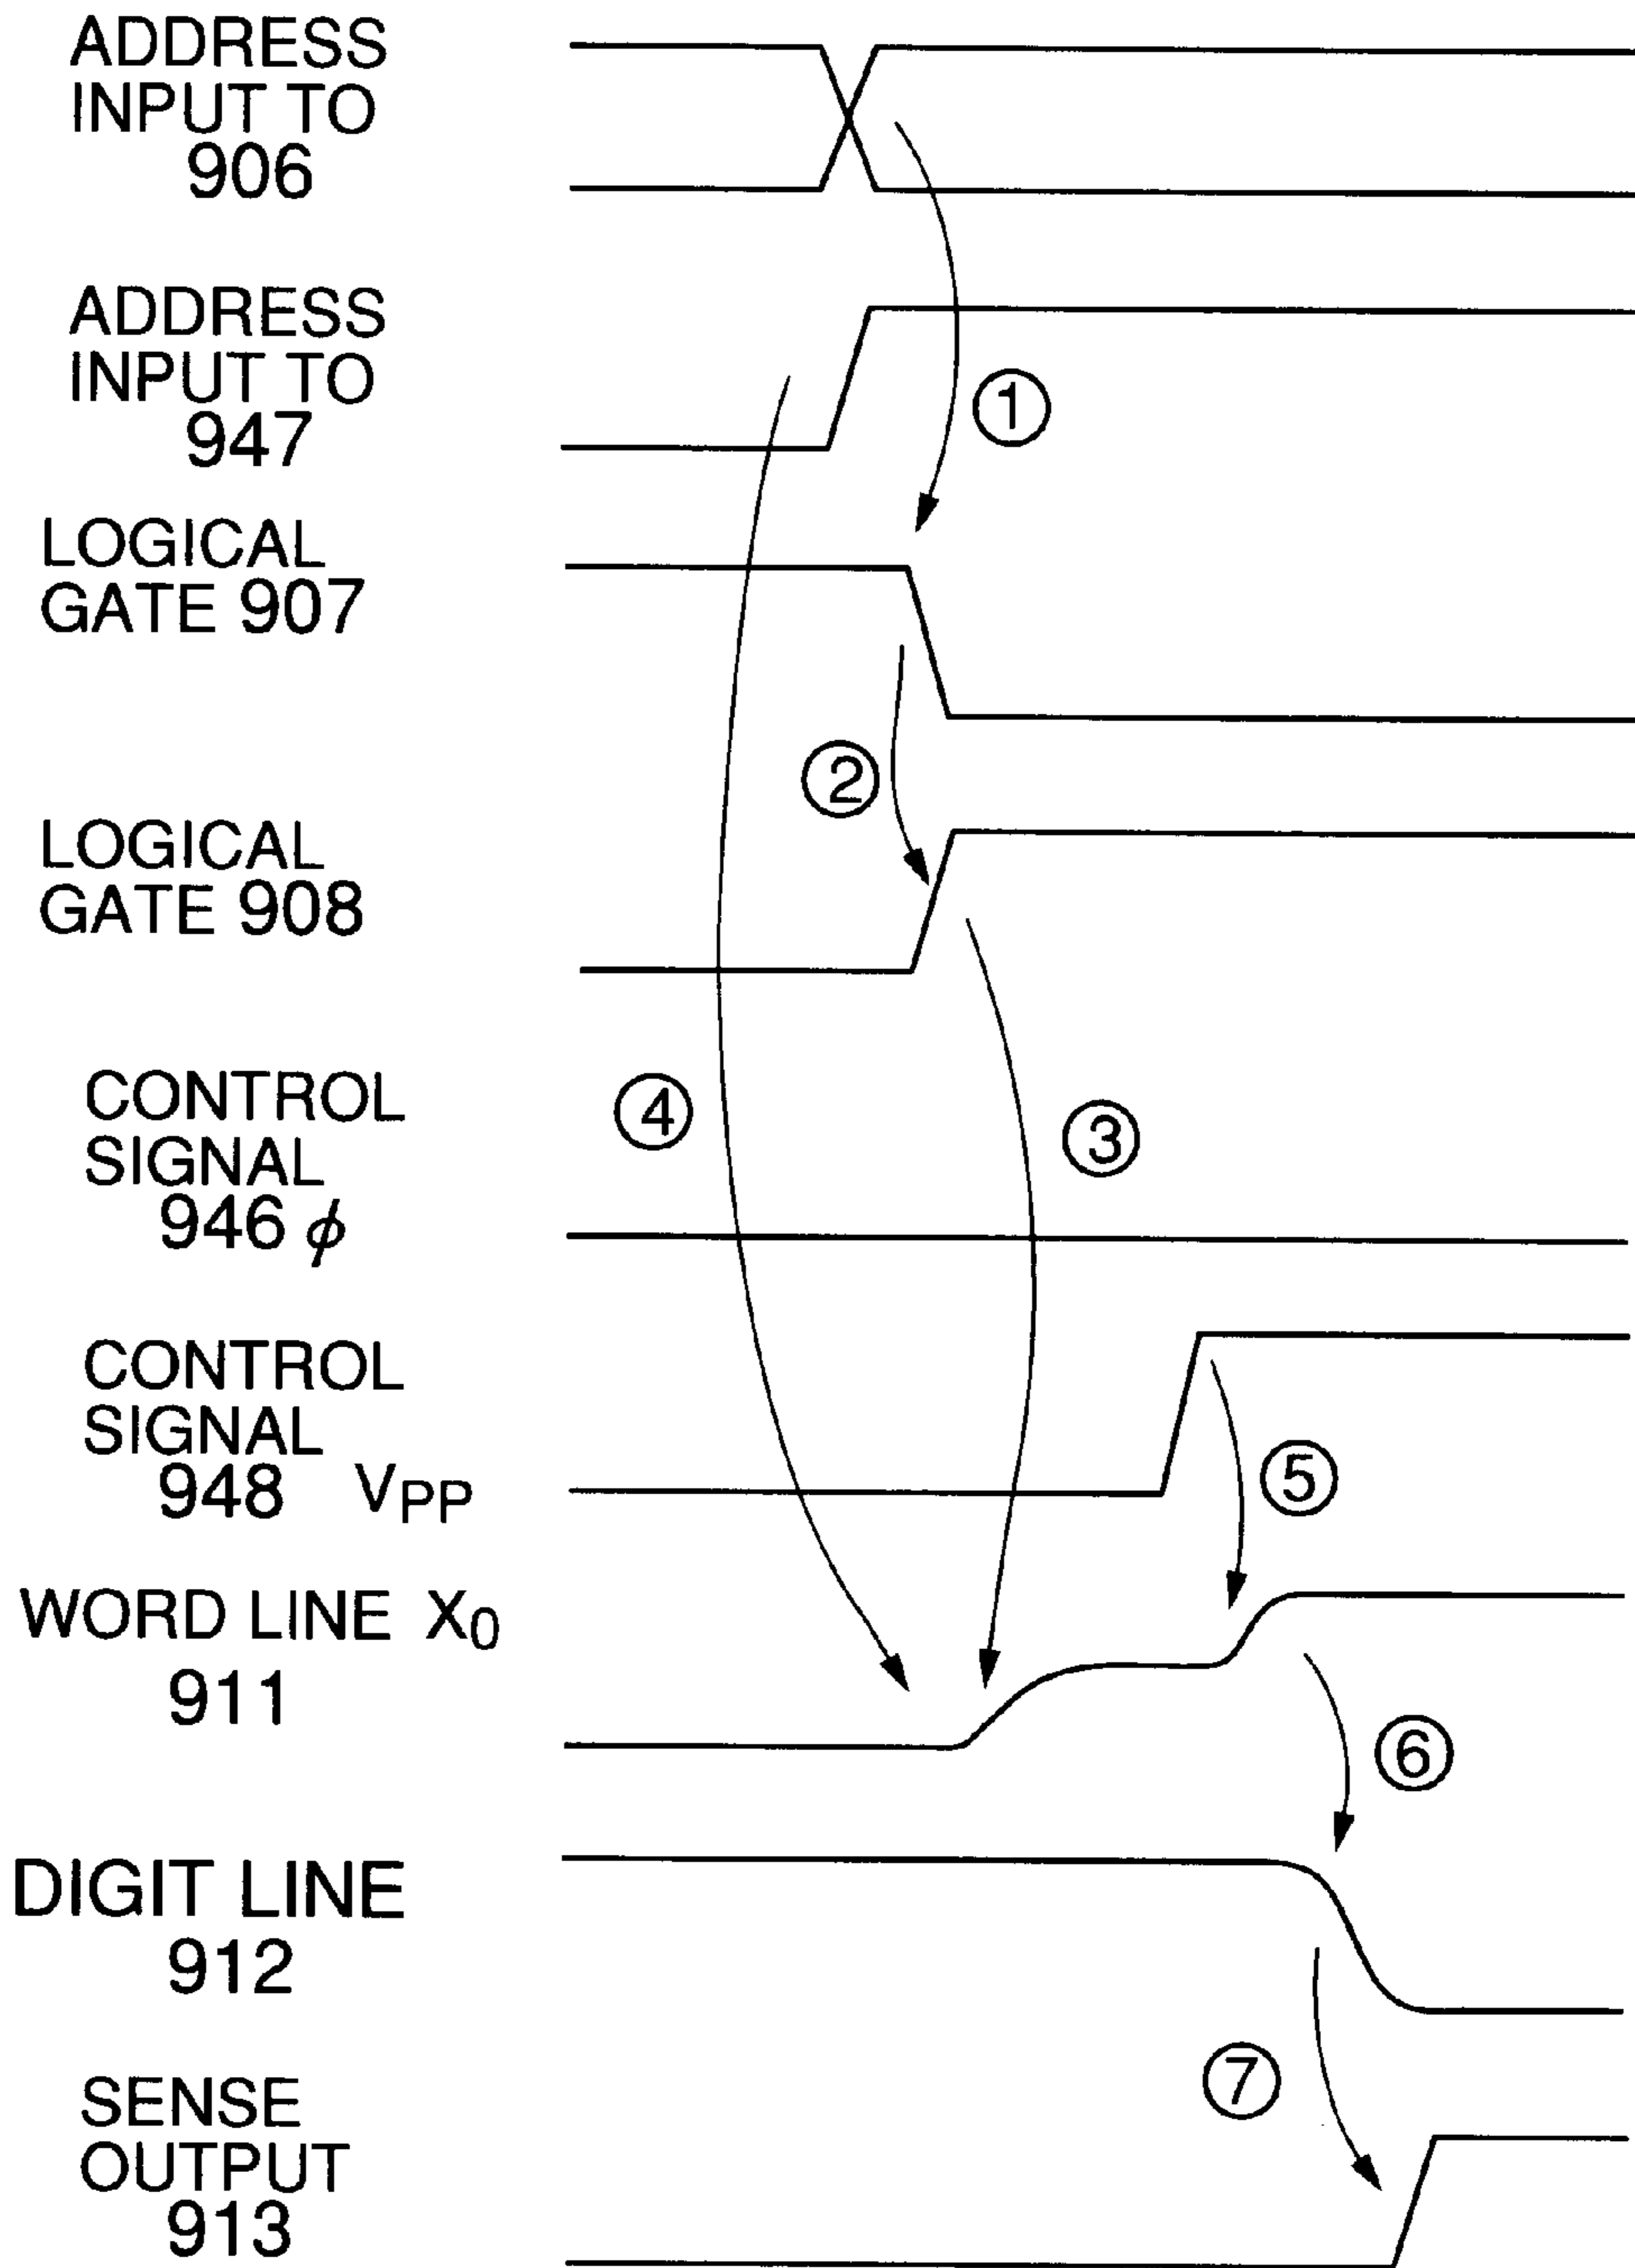 ADDRESS
INPUT TO
906
ADDRESS
INPUT TO
947
①
LOGICAL
GATE 907
②
LOGICAL
GATE 908
CONTROL
SIGNAL
946 ϕ
④
③
CONTROL
SIGNAL
948 VPP
⑤
WORD LINE X0
911
⑥
DIGIT LINE
912
⑦
SENSE
OUTPUT
913